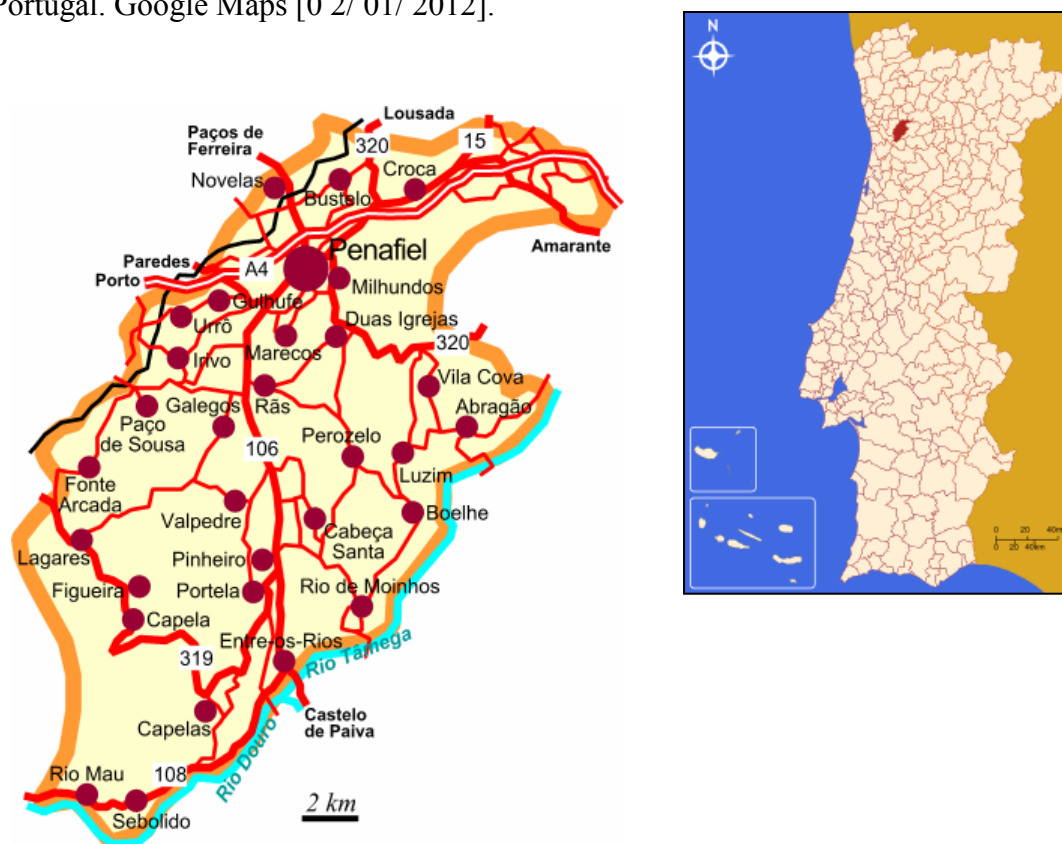 Portugal. Google Maps [0 2/ 01/ 2012].
Lousada
Paços de
Ferreira
320
15
Croca
Novelas
Bustelo
Penafiel
Amarante
Paredes
Porto
A4
Milhundos
Gulhufe
Urrô
Duas Igrejas
Marecos
320
Irivo
Vila Cova
Galegos
Rãs
Abragão
Paço
de Sousa
Perozelo
106
Luzim
Fonte
Arcada
Valpedre
Boelhe
Cabeça
Santa
Lagares
Pinheiro
Figueira
Portela
Rio de Moinhos
Capela
Entre-os-Rios
Rio Tâmega
319
Castelo
de Paiva
Capelas
Rio Douro
Rio Mau
108
Sebolido
2 km
N
0 20 40km
0 20 40km